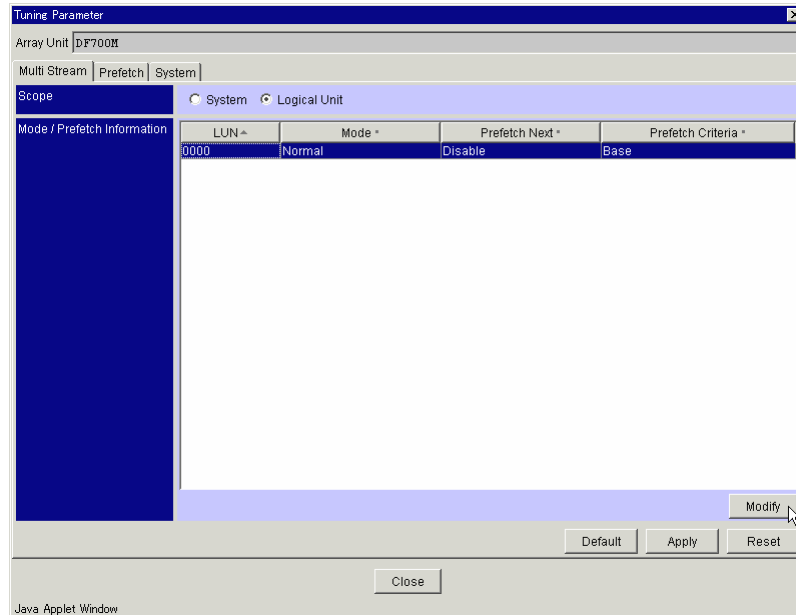 Tuning Parameter
Array Unit DF700M
Multi Stream Prefetch System
Scope System Logical Unit
Mode / Prefetch Information LUN Mode Prefetch Next Prefetch Criteria
0000 Normal Disable Base
Modify
Default Apply Reset
Close
Java Applet Window